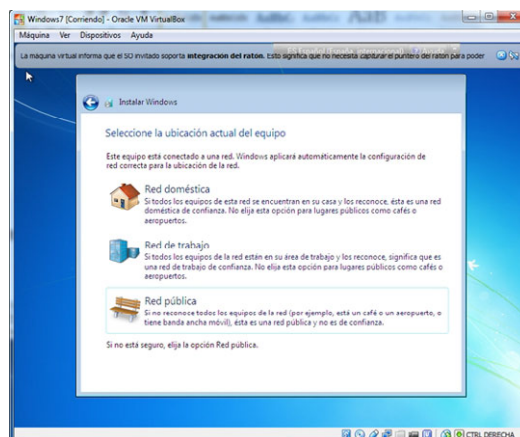 Windows7 [Corriendo] - Oracle VM VirtualBox
Máquina Ver Dispositivos Ayuda
La máquina virtual informa que el SO invitado soporta integración del ratón. Esto significa que no necesita capturar el puntero del ratón para poder
Instalar Windows
Seleccione la ubicación actual del equipo
Este equipo está conectado a una red. Windows aplicará automáticamente la configuración de
red correcta para la ubicación de la red.
Red doméstica
Si todos los equipos de esta red se encuentran en su casa y los reconoce, ésta es una red
doméstica de confianza. No elija esta opción para lugares públicos como cafés o
aeropuertos.
Red de trabajo
Si todos los equipos de la red están en su área de trabajo y los reconoce, significa que es
una red de trabajo de confianza. No elija esta opción para lugares públicos como cafés o
aeropuertos.
Red pública
Si no reconoce todos los equipos de la red (por ejemplo, está un café o un aeropuerto, o
tiene banda ancha móvil), ésta es una red pública y no es de confianza.
Si no está seguro, elija la opción Red pública.
CTRL DERECHA